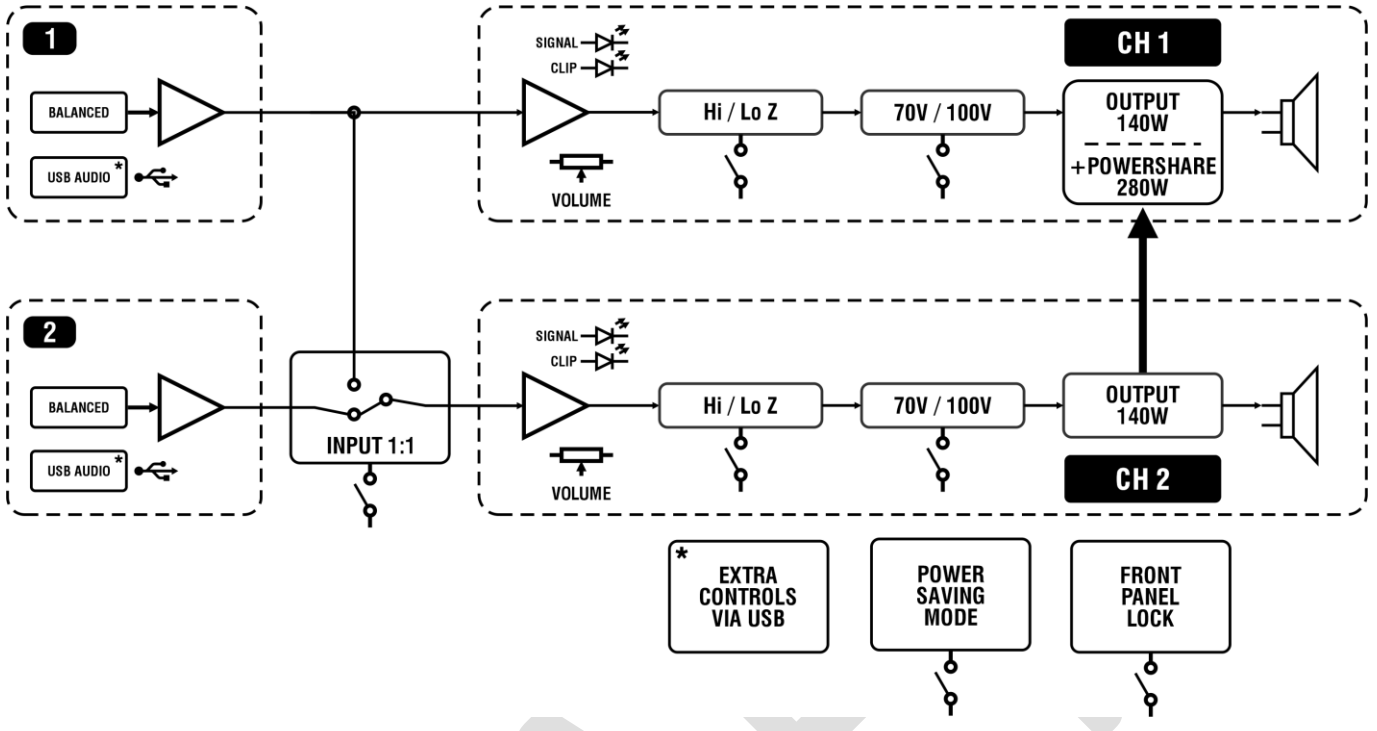 1
BALANCED
USB AUDIO *
SIGNAL
CLIP
VOLUME
Hi / Lo Z
70V / 100V
CH 1
OUTPUT
140W
+POWERSHARE
280W
2
BALANCED
USB AUDIO *
INPUT 1:1
SIGNAL
CLIP
VOLUME
Hi / Lo Z
70V / 100V
OUTPUT
140W
CH 2
*
EXTRA
CONTROLS
VIA USB
POWER
SAVING
MODE
FRONT
PANEL
LOCK